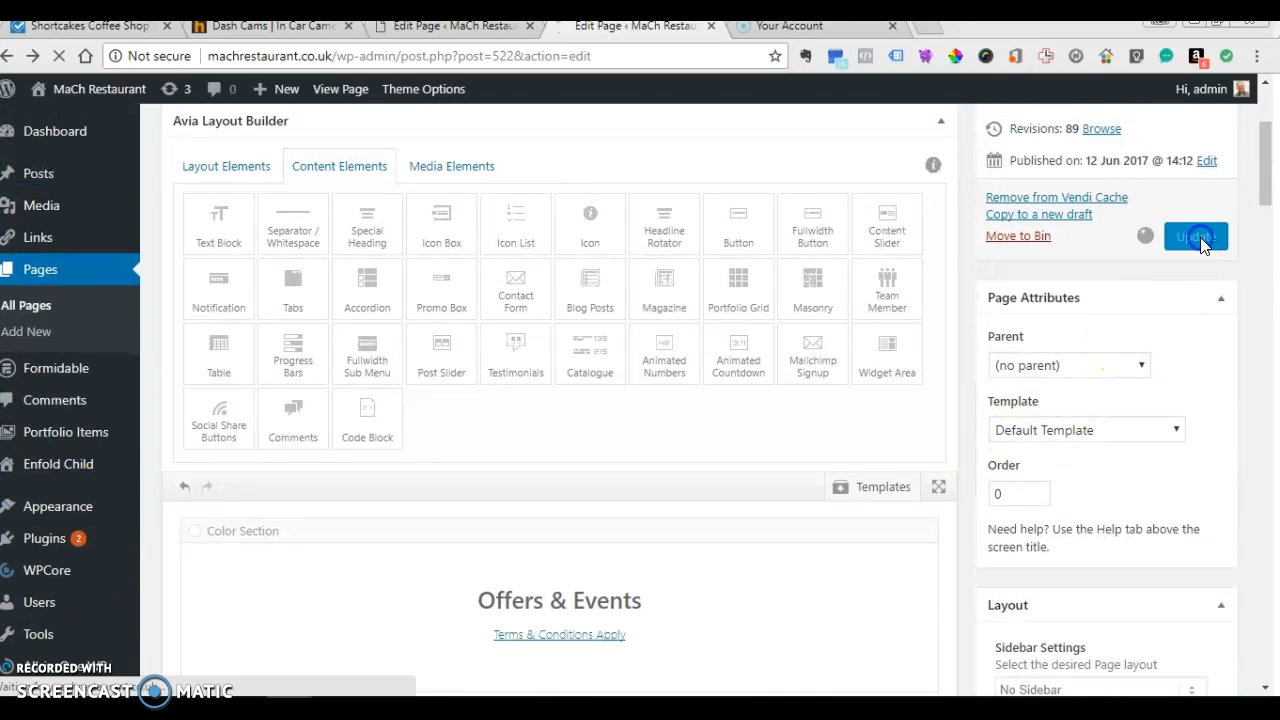 Shortcakes Coffee Shop
Dash Cams | In Car Came
Edit Page ‹ MaCh Restau
Edit Page ‹ MaCh Restau
Your Account
Not secure
machrestaurant.co.uk/wp-admin/post.php?post=522&action=edit
MaCh Restaurant
3
0
New
View Page
Theme Options
Hi, admin
Dashboard
Posts
Media
Links
Pages
All Pages
Add New
Formidable
Comments
Portfolio Items
Enfold Child
Appearance
Plugins 2
WPCore
Users
Tools
Avia Layout Builder
Layout Elements
Content Elements
Media Elements
Text Block
Separator /
Whitespace
Special
Heading
Icon Box
Icon List
Icon
Headline
Rotator
Button
Fullwidth
Button
Content
Slider
Notification
Tabs
Accordion
Promo Box
Contact
Form
Blog Posts
Magazine
Portfolio Grid
Masonry
Team
Member
Table
Progress
Bars
Fullwidth
Sub Menu
Post Slider
Testimonials
Catalogue
Animated
Numbers
Animated
Countdown
Mailchimp
Signup
Widget Area
Social Share
Buttons
Comments
Code Block
Templates
Color Section
Offers & Events
Terms & Conditions Apply
Revisions: 89 Browse
Published on: 12 Jun 2017 @ 14:12 Edit
Remove from Vendi Cache
Copy to a new draft
Move to Bin
Update
Page Attributes
Parent
(no parent)
Template
Default Template
Order
0
Need help? Use the Help tab above the
screen title.
Layout
Sidebar Settings
Select the desired Page layout
No Sidebar
RECORDED WITH
SCREENCAST MATIC